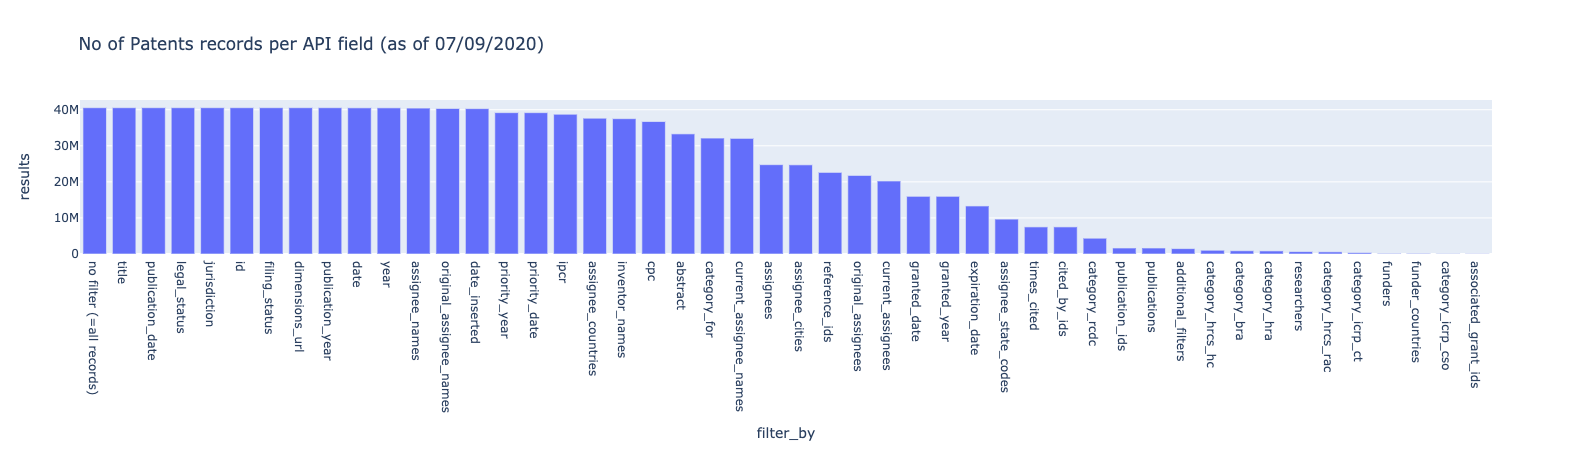 No of Patents records per API field (as of 07/09/2020)
results
40M
30M
20M
10M
0
no filter (=all records)
title
publication_date
legal_status
jurisdiction
id
filing_status
dimensions_url
publication_year
date
year
assignee_names
original_assignee_names
date_inserted
priority_year
priority_date
ipcr
assignee_countries
inventor_names
cpc
abstract
category_for
current_assignee_names
assignees
assignee_cities
reference_ids
original_assignees
current_assignees
granted_date
granted_year
expiration_date
assignee_state_codes
times_cited
cited_by_ids
category_rcdc
publication_ids
publications
additional_filters
category_hrcs_hc
category_bra
category_hra
researchers
category_hrcs_rac
category_icrp_ct
funders
funder_countries
category_icrp_cso
associated_grant_ids
filter_by